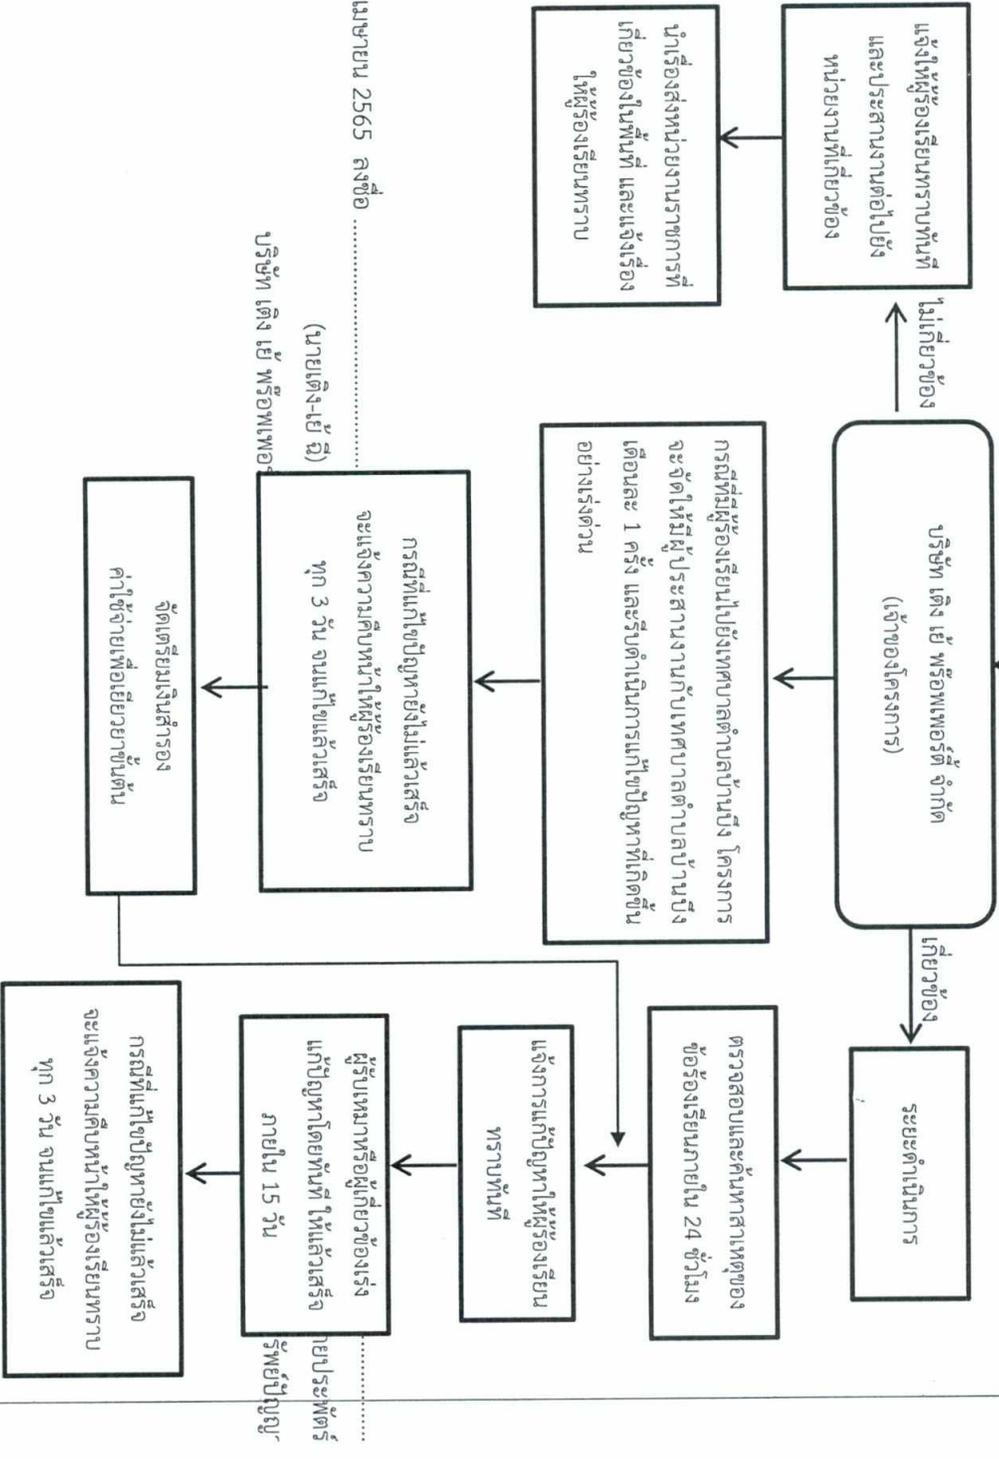 บริษัท เติง เย้ พร๊อพเพอร์ตี้ จำกัด
(เจ้าของโครงการ)
ไม่เกี่ยวข้อง
เกี่ยวข้อง
แจ้งให้ผู้ร้องเรียนทราบทันที
และประสานงานต่อไปยัง
หน่วยงานที่เกี่ยวข้อง
นำเรื่องส่งหน่วยงานราชการที่
เกี่ยวข้องในพื้นที่ และแจ้งเรื่อง
ให้ผู้ร้องเรียนทราบ
กรณีที่มีผู้ร้องเรียนไปยังเทศบาลตำบลบ้านบึง โครงการ
จะจัดให้มีผู้ประสานงานกับเทศบาลตำบลบ้านบึง
เดือนละ 1 ครั้ง และรีบดำเนินการแก้ไขปัญหาที่เกิดขึ้น
อย่างเร่งด่วน
กรณีที่แก้ไขปัญหายังไม่แล้วเสร็จ
จะแจ้งความคืบหน้าให้ผู้ร้องเรียนทราบ
ทุก 3 วัน จนแก้ไขแล้วเสร็จ
จัดเตรียมเงินสำรอง
ค่าใช้จ่ายเพื่อเยียวยาขั้นต้น
ระยะดำเนินการ
ตรวจสอบและค้นหาสาเหตุของ
ข้อร้องเรียนภายใน 24 ชั่วโมง
แจ้งการแก้ปัญหาให้ผู้ร้องเรียน
ทราบทันที
ผู้รับเหมาหรือผู้เกี่ยวข้องเร่ง
แก้ปัญหาโดยทันที ให้แล้วเสร็จ
ภายใน 15 วัน
กรณีที่แก้ไขปัญหายังไม่แล้วเสร็จ
จะแจ้งความคืบหน้าให้ผู้ร้องเรียนทราบ
ทุก 3 วัน จนแก้ไขแล้วเสร็จ
เมษายน 2565 ลงชื่อ
(นายเติง-เย้ ฉี)
บริษัท เติง เย้ พร๊อพเพอร์
ายประพัตร์
รัพย์ปัญญ